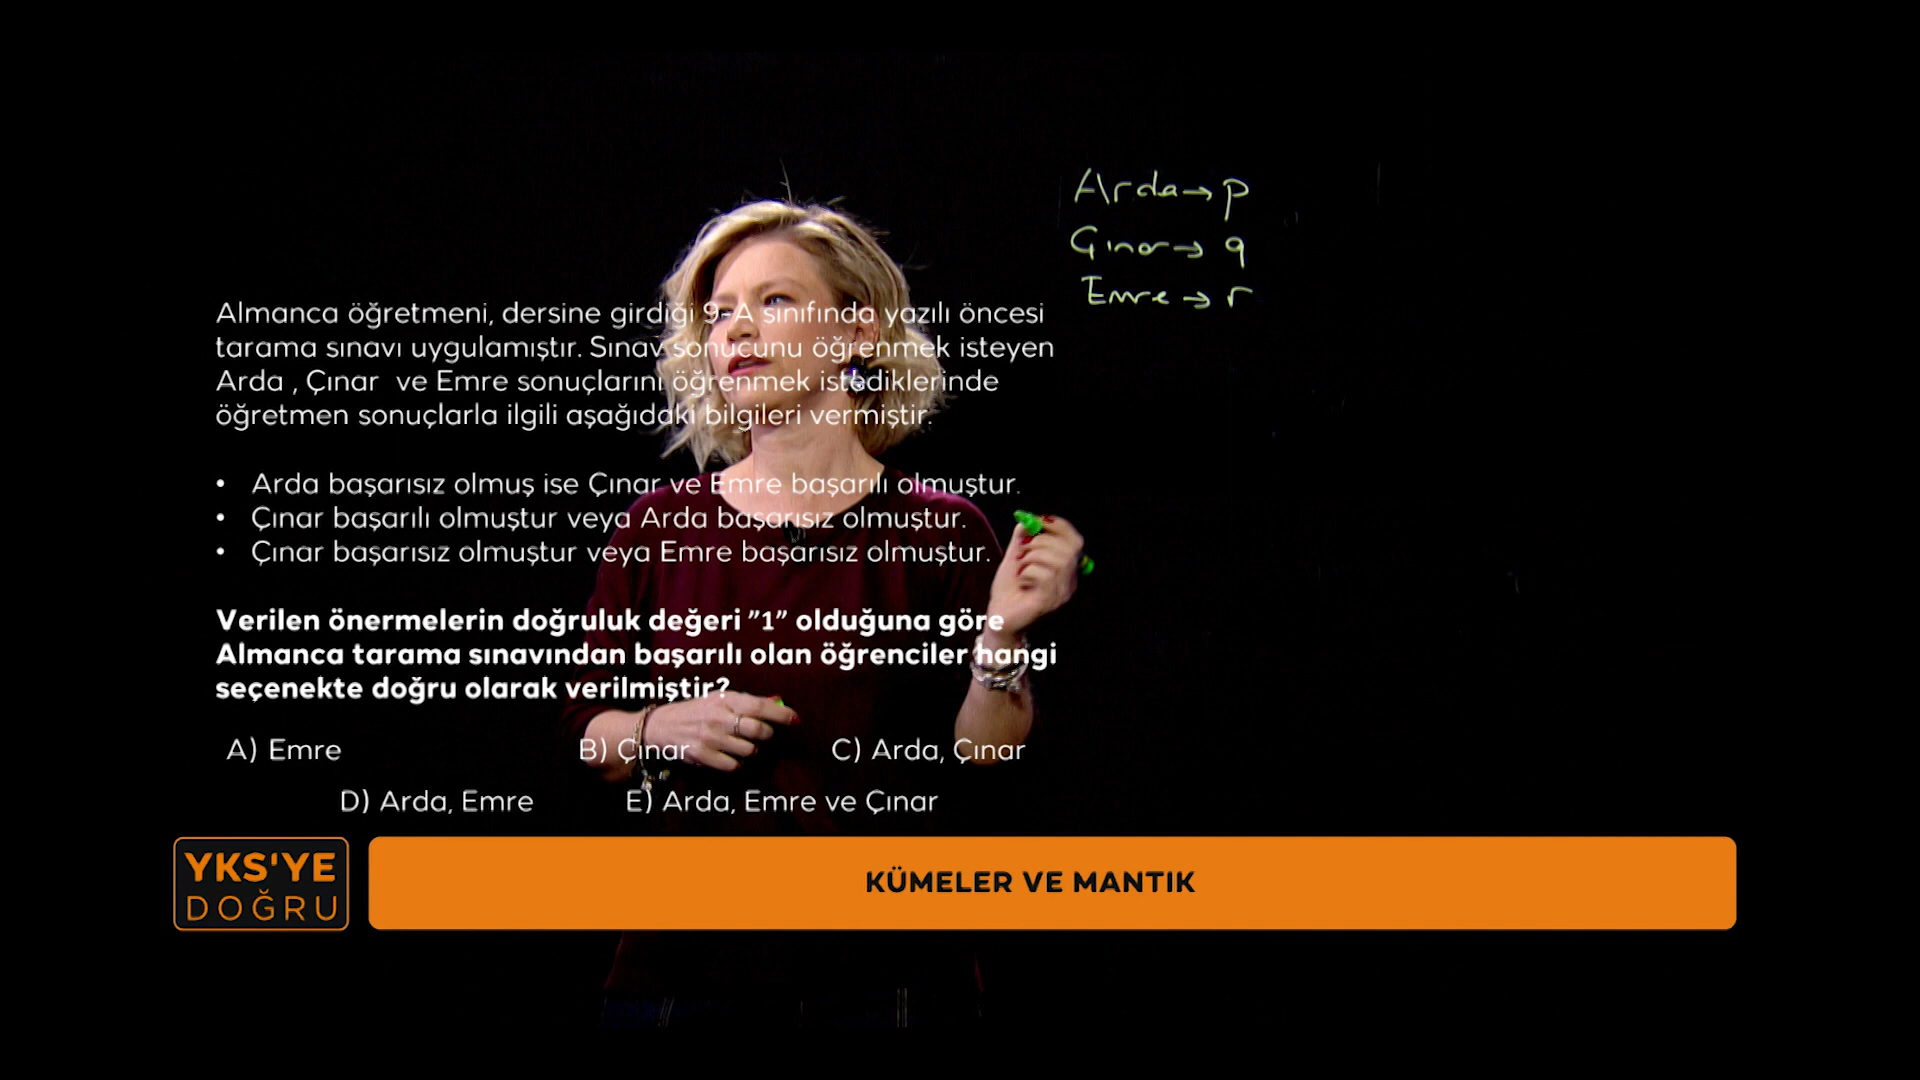 Arda→p
Çınar→q
Emre→r
Almanca öğretmeni, dersine girdiği 9-A sınıfında yazılı öncesi
tarama sınavı uygulamıştır. Sınav sonucunu öğrenmek isteyen
Arda , Çınar ve Emre sonuçlarını öğrenmek istediklerinde
öğretmen sonuçlarla ilgili aşağıdaki bilgileri vermiştir.
• Arda başarısız olmuş ise Çınar ve Emre başarılı olmuştur.
• Çınar başarılı olmuştur veya Arda başarısız olmuştur.
• Çınar başarısız olmuştur veya Emre başarısız olmuştur.
Verilen önermelerin doğruluk değeri "1" olduğuna göre
Almanca tarama sınavından başarılı olan öğrenciler hangi
seçenekte doğru olarak verilmiştir?
A) Emre B) Çınar C) Arda, Çınar
D) Arda, Emre E) Arda, Emre ve Çınar
YKS'YE
DOĞRU
KÜMELER VE MANTIK